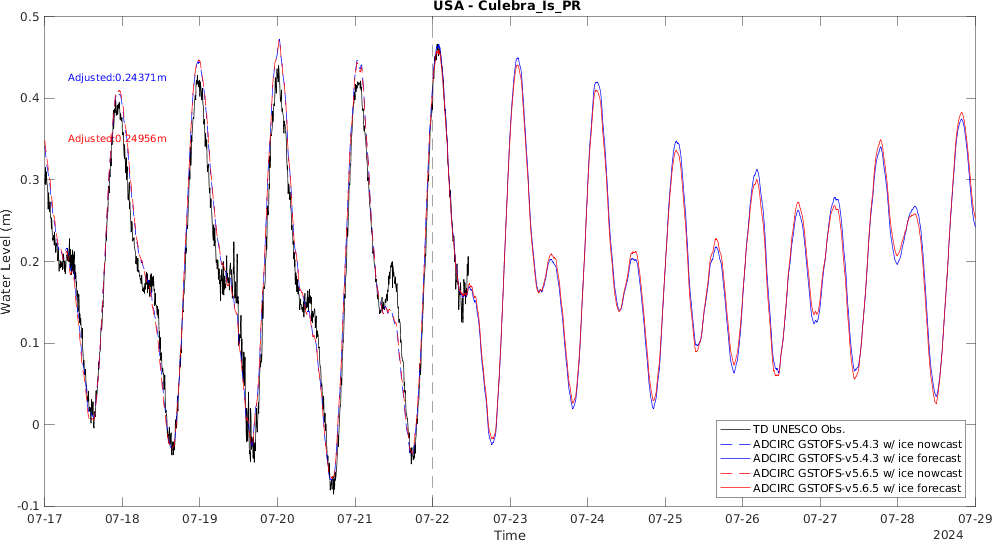 USA - Culebra_Is_PR
0.5
0.4
0.3
0.2
0.1
0
-0.1
Water Level (m)
Adjusted:0.24371m
Adjusted:0.24956m
TD UNESCO Obs.
ADCIRC GSTOFS-v5.4.3 w/ ice nowcast
ADCIRC GSTOFS-v5.4.3 w/ ice forecast
ADCIRC GSTOFS-v5.6.5 w/ ice nowcast
ADCIRC GSTOFS-v5.6.5 w/ ice forecast
07-17 07-18 07-19 07-20 07-21 07-22 07-23 07-24 07-25 07-26 07-27 07-28 07-29
Time
2024